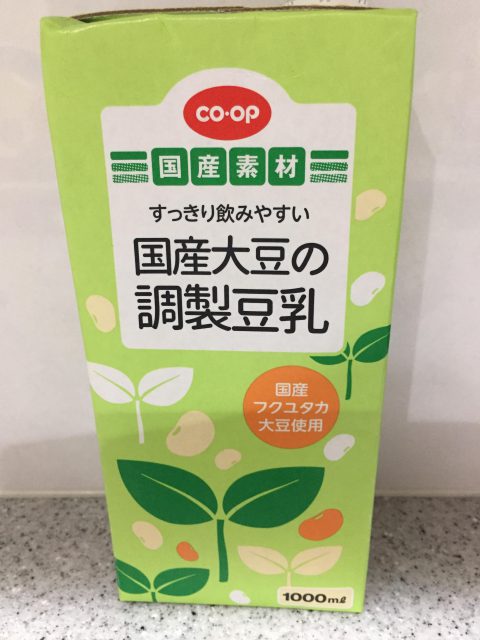 CO・OP
国産素材
すっきり飲みやすい
国産大豆の
調製豆乳
国産
フクユタカ
大豆使用
1000mℓ